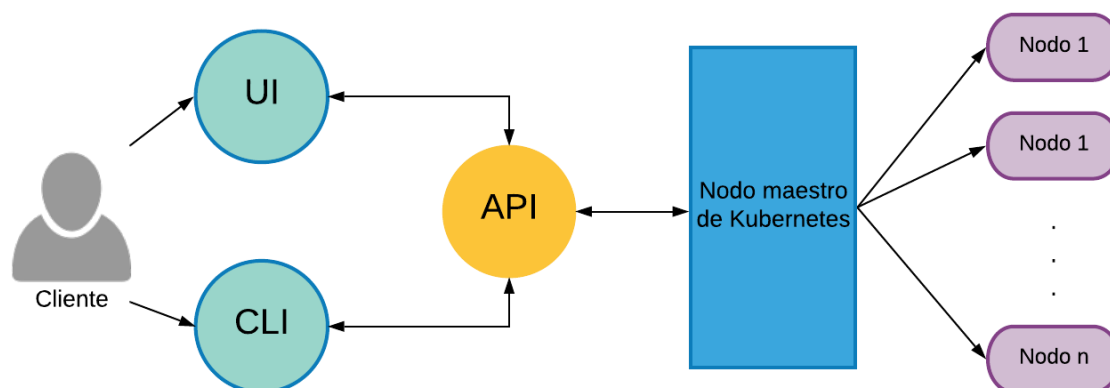 UI
Nodo 1
Nodo 1
API
Nodo maestro
de Kubernetes
.
.
.
Cliente
CLI
Nodo n